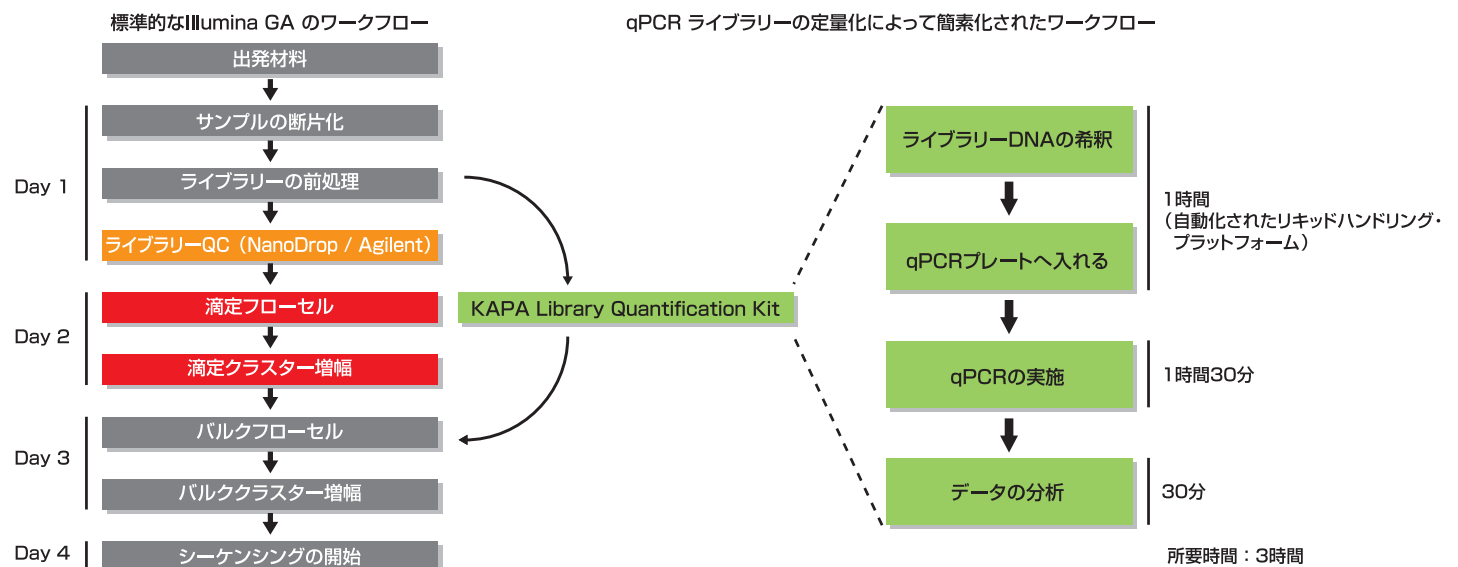 標準的なIllumina GA のワークフロー
出発材料
Day 1
サンプルの断片化
ライブラリーの前処理
ライブラリーQC（NanoDrop / Agilent）
Day 2
滴定フローセル
滴定クラスター増幅
Day 3
バルクフローセル
バルククラスター増幅
Day 4
シーケンシングの開始
KAPA Library Quantification Kit
qPCR ライブラリーの定量化によって簡素化されたワークフロー
ライブラリーDNAの希釈
qPCRプレートへ入れる
1時間
（自動化されたリキッドハンドリング・
プラットフォーム）
qPCRの実施
1時間30分
データの分析
30分
所要時間：3時間